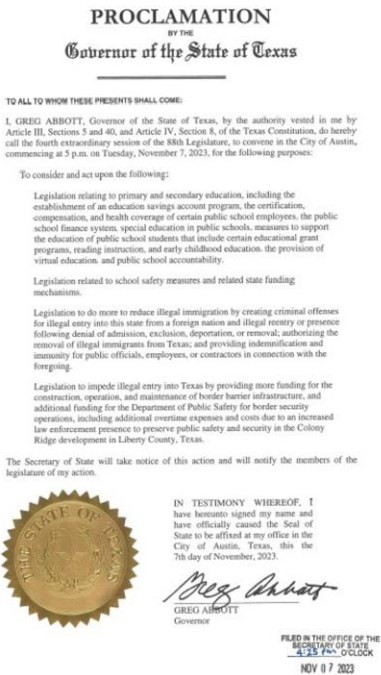 PROCLAMATION
BY THE
Governor of the State of Texas
TO ALL TO WHOM THESE PRESENTS SHALL COME:
I, GREG ABBOTT, Governor of the State of Texas, by the authority vested in me by
Article III, Sections 5 and 40, and Article IV, Section 8, of the Texas Constitution, do hereby
call the fourth extraordinary session of the 88th Legislature, to convene in the City of Austin,
commencing at 5 p.m. on Tuesday, November 7, 2023, for the following purposes:
To consider and act upon the following:
Legislation relating to primary and secondary education, including the
establishment of an education savings account program, the certification,
compensation, and health coverage of certain public school employees, the public
school finance system, special education in public schools, measures to support
the education of public school students that include certain educational grant
programs, reading instruction, and early childhood education, the provision of
virtual education, and public school accountability.
Legislation related to school safety measures and related state funding
mechanisms.
Legislation to do more to reduce illegal immigration by creating criminal offenses
for illegal entry into this state from a foreign nation and illegal reentry or presence
following denial of admission, exclusion, deportation, or removal; authorizing the
removal of illegal immigrants from Texas; and providing indemnification and
immunity for public officials, employees, or contractors in connection with the
foregoing.
Legislation to impede illegal entry into Texas by providing more funding for the
construction, operation, and maintenance of border barrier infrastructure, and
additional funding for the Department of Public Safety for border security
operations, including additional overtime expenses and costs due to an increased
law enforcement presence to preserve public safety and security in the Colony
Ridge development in Liberty County, Texas.
The Secretary of State will take notice of this action and will notify the members of the
legislature of my action.
THE STATE OF TEXAS
IN TESTIMONY WHEREOF, I
have hereunto signed my name and
have officially caused the Seal of
State to be affixed at my office in the
City of Austin, Texas, this the
7th day of November, 2023.
Greg Abbott
GREG ABBOTT
Governor
FILED IN THE OFFICE OF THE
SECRETARY OF STATE
4:25 PM O'CLOCK
NOV 07 2023